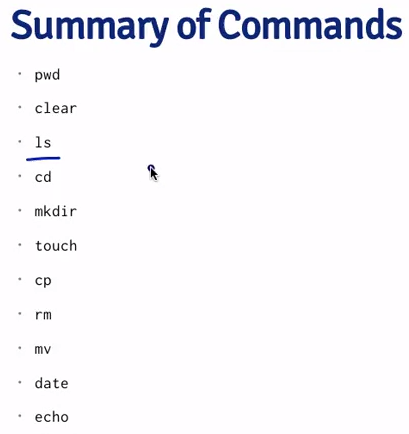 Summary of Commands
· pwd
· clear
· ls
· cd
· mkdir
· touch
· cp
· rm
· mv
· date
· echo